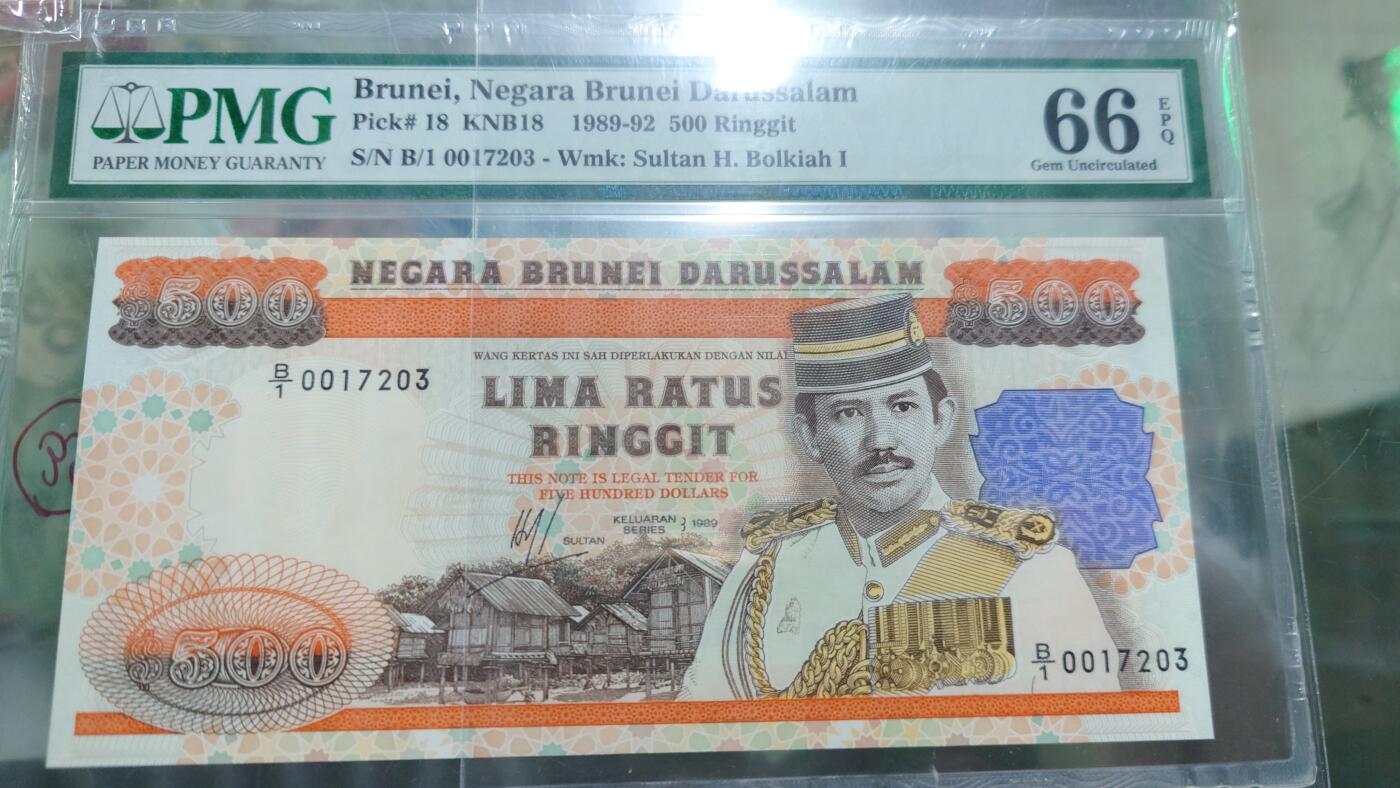 PMG
PAPER MONEY GUARANTY
Brunei, Negara Brunei Darussalam
Pick# 18 KNB18 1989-92 500 Ringgit
S/N B/1 0017203 - Wmk: Sultan H. Bolkiah I
66
EPQ
Gem Uncirculated
$500
NEGARA BRUNEI DARUSSALAM
$500
B/1 0017203
WANG KERTAS INI SAH DIPERLAKUKAN DENGAN NILAI
LIMA RATUS
RINGGIT
THIS NOTE IS LEGAL TENDER FOR
FIVE HUNDRED DOLLARS
KELUARAN
SERIES } 1989
SULTAN
$500
B/1 0017203